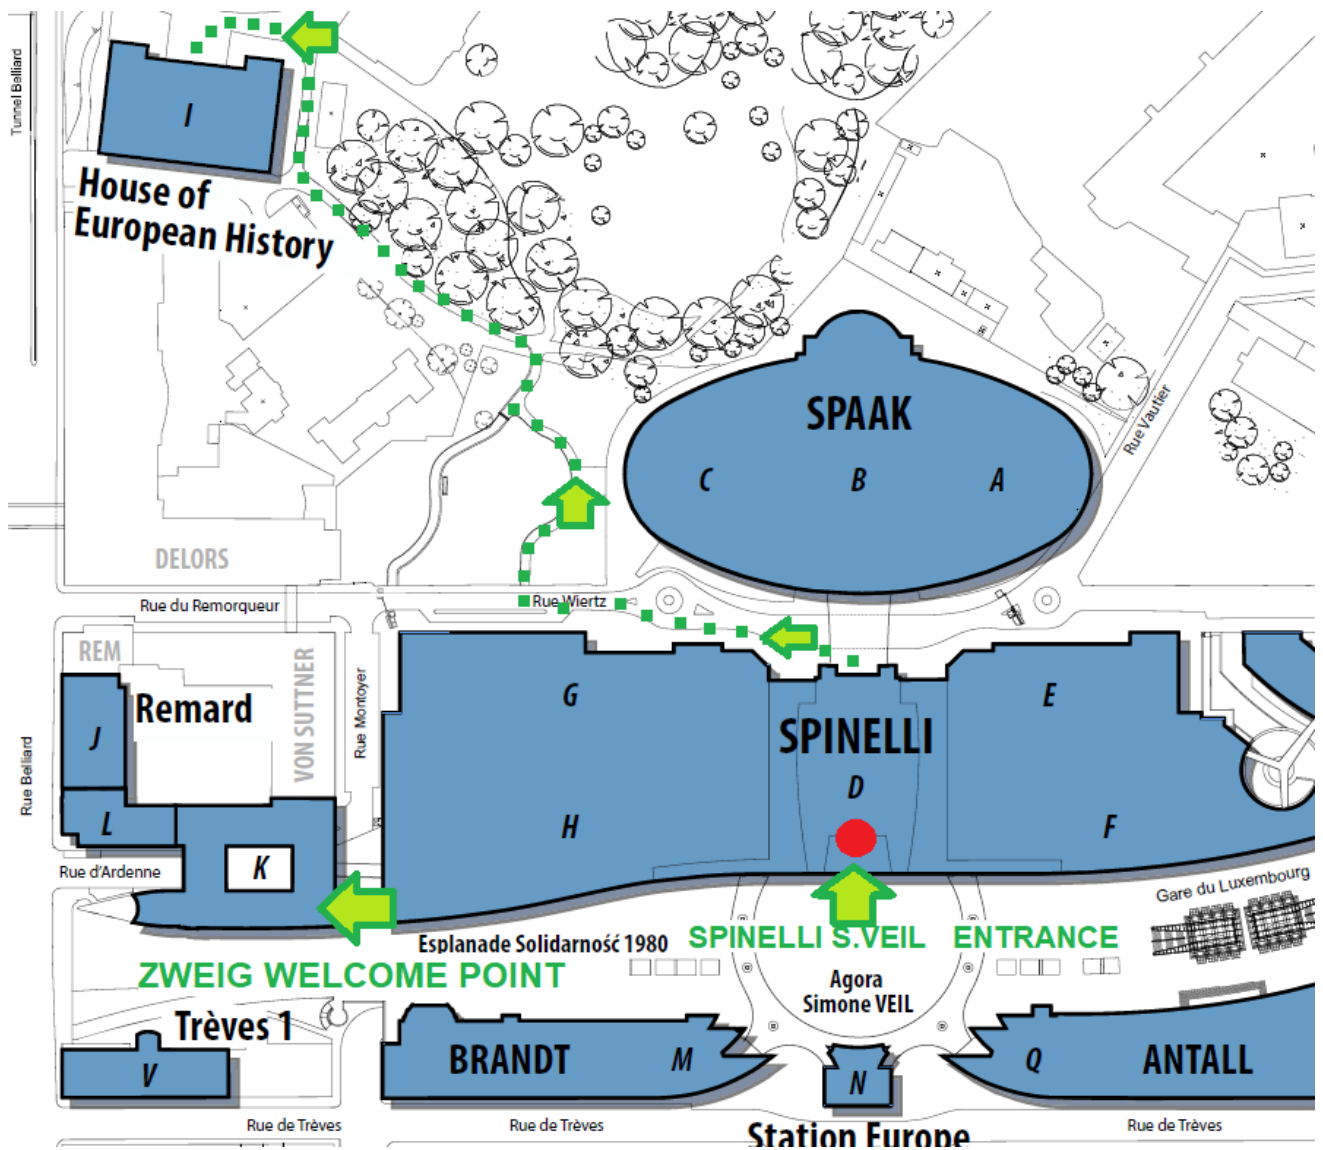 Tunnel Belliard
I
House of
European History
SPAAK
C
B
A
Rue Vautier
DELORS
Rue du Remorqueur
Rue Wiertz
REM
Remard
VON SUTTNER
Rue Montoyer
G
E
SPINELLI
D
J
Rue Belliard
L
H
F
K
Rue d'Ardenne
Gare du Luxembourg
Esplanade Solidarność 1980
SPINELLI S.VEIL ENTRANCE
ZWEIG WELCOME POINT
Agora
Simone VEIL
Trèves 1
V
BRANDT
M
N
Q
ANTALL
Rue de Trèves
Rue de Trèves
Rue de Trèves
Station Europe